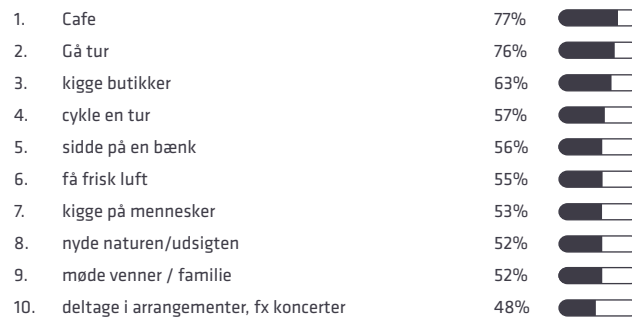 1. Cafe 77%
2. Gå tur 76%
3. kigge butikker 63%
4. cykle en tur 57%
5. sidde på en bænk 56%
6. få frisk luft 55%
7. kigge på mennesker 53%
8. nyde naturen/udsigten 52%
9. møde venner / familie 52%
10. deltage i arrangementer, fx koncerter 48%